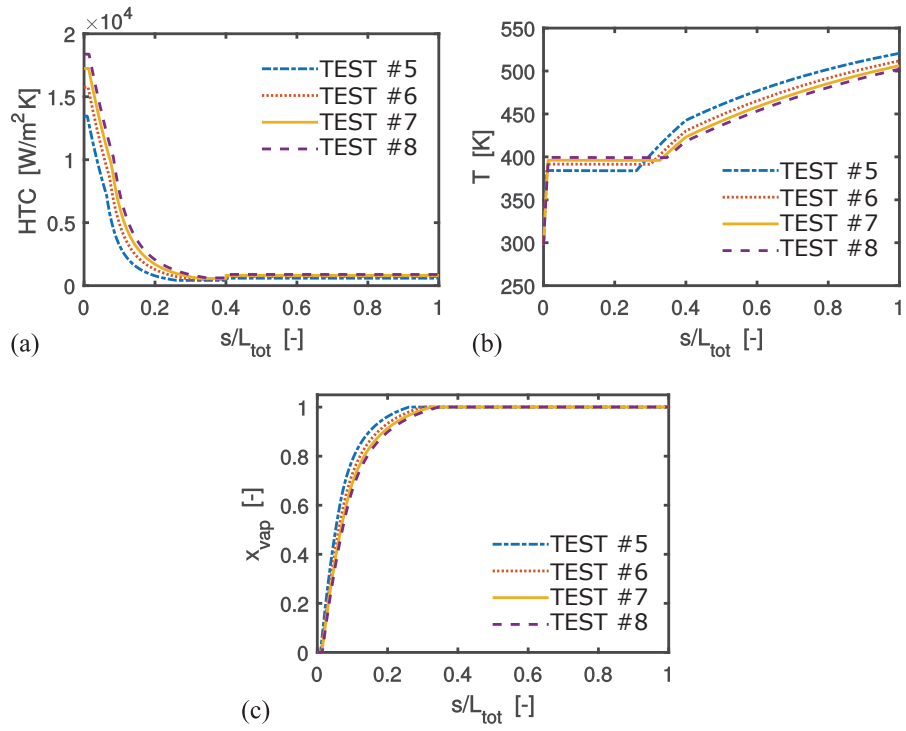 ×10⁴
2
1.5
1
0.5
0
HTC [W/m²K]
TEST #5
TEST #6
TEST #7
TEST #8
0 0.2 0.4 0.6 0.8 1
s/L_tot [-]
(a)
550
500
450
400
350
300
250
T [K]
TEST #5
TEST #6
TEST #7
TEST #8
0 0.2 0.4 0.6 0.8 1
s/L_tot [-]
(b)
1
0.8
0.6
0.4
0.2
0
x_vap [-]
TEST #5
TEST #6
TEST #7
TEST #8
0 0.2 0.4 0.6 0.8 1
s/L_tot [-]
(c)